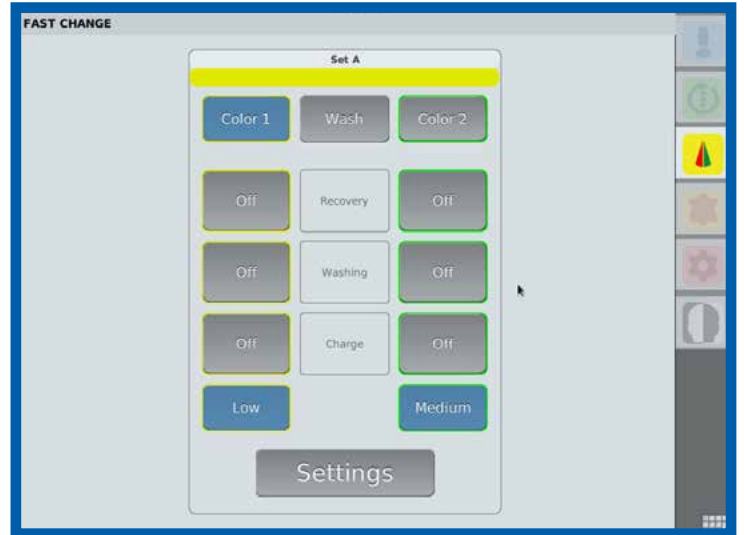 FAST CHANGE
Set A
Color 1 Wash Color 2
Off Recovery Off
Off Washing Off
Off Charge Off
Low Medium
Settings